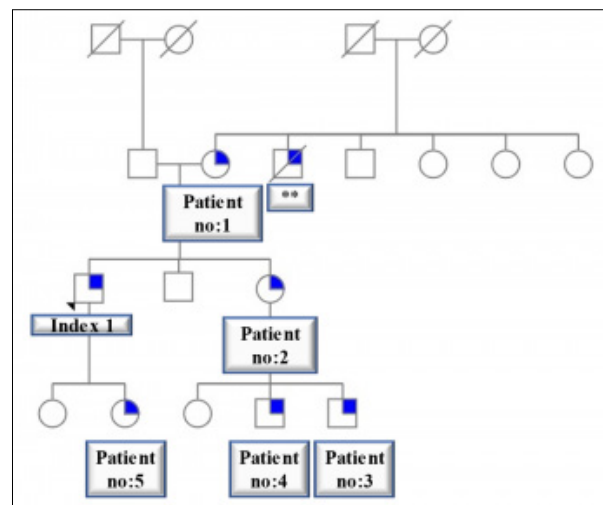 Patient
no:1
**
Index 1
Patient
no:2
Patient
no:5
Patient
no:4
Patient
no:3